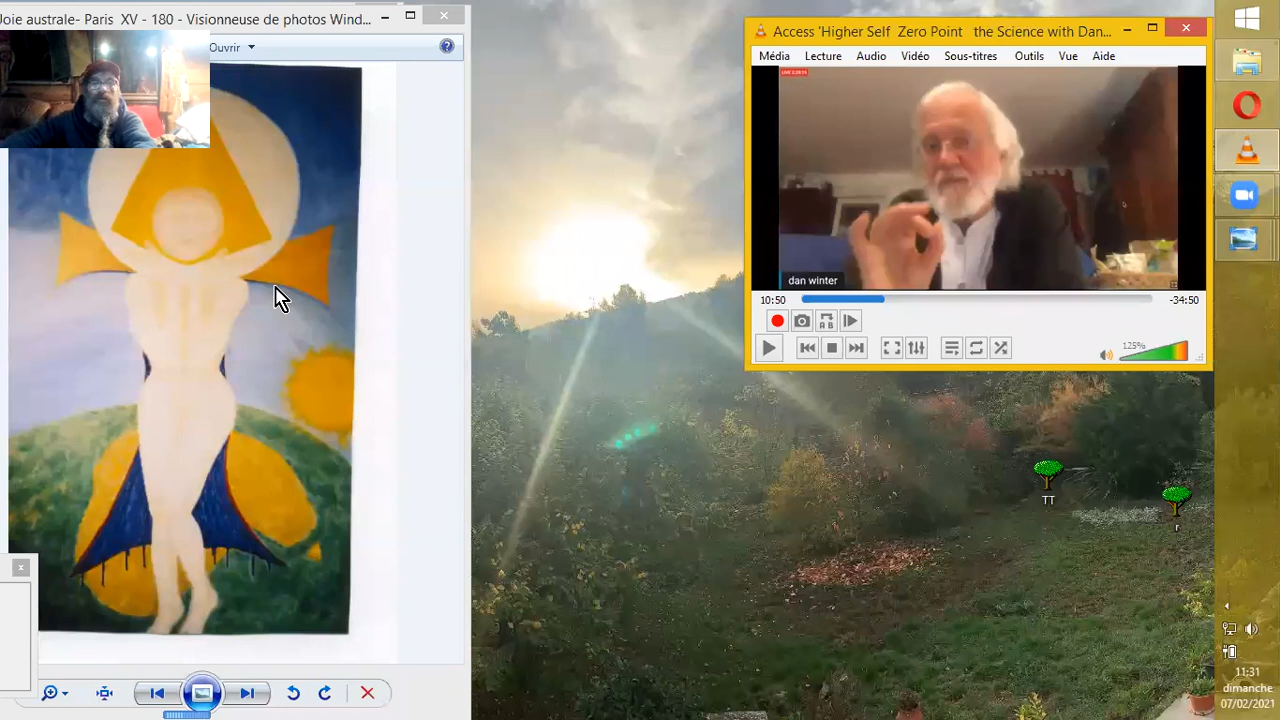 Joie australe- Paris  XV - 180 - Visionneuse de photos Wind...
Ouvrir
Access 'Higher Self  Zero Point   the Science with Dan...
Média Lecture Audio Vidéo Sous-titres Outils Vue Aide
dan winter
10:50
-34:50
125%
TT
r
11:31
dimanche
07/02/2021